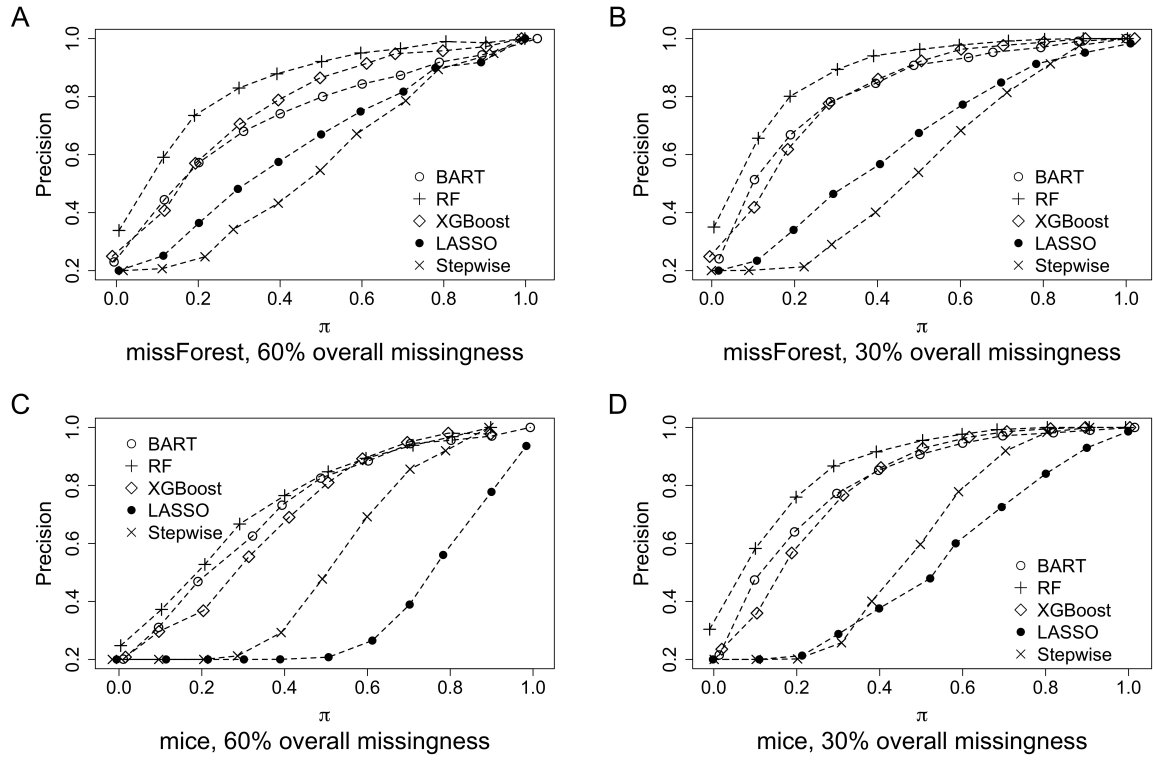 A
Precision
1.0
0.8
0.6
0.4
0.2
BART
RF
XGBoost
LASSO
Stepwise
0.0 0.2 0.4 0.6 0.8 1.0
π
missForest, 60% overall missingness
B
Precision
1.0
0.8
0.6
0.4
0.2
BART
RF
XGBoost
LASSO
Stepwise
0.0 0.2 0.4 0.6 0.8 1.0
π
missForest, 30% overall missingness
C
Precision
1.0
0.8
0.6
0.4
0.2
BART
RF
XGBoost
LASSO
Stepwise
0.0 0.2 0.4 0.6 0.8 1.0
π
mice, 60% overall missingness
D
Precision
1.0
0.8
0.6
0.4
0.2
BART
RF
XGBoost
LASSO
Stepwise
0.0 0.2 0.4 0.6 0.8 1.0
π
mice, 30% overall missingness